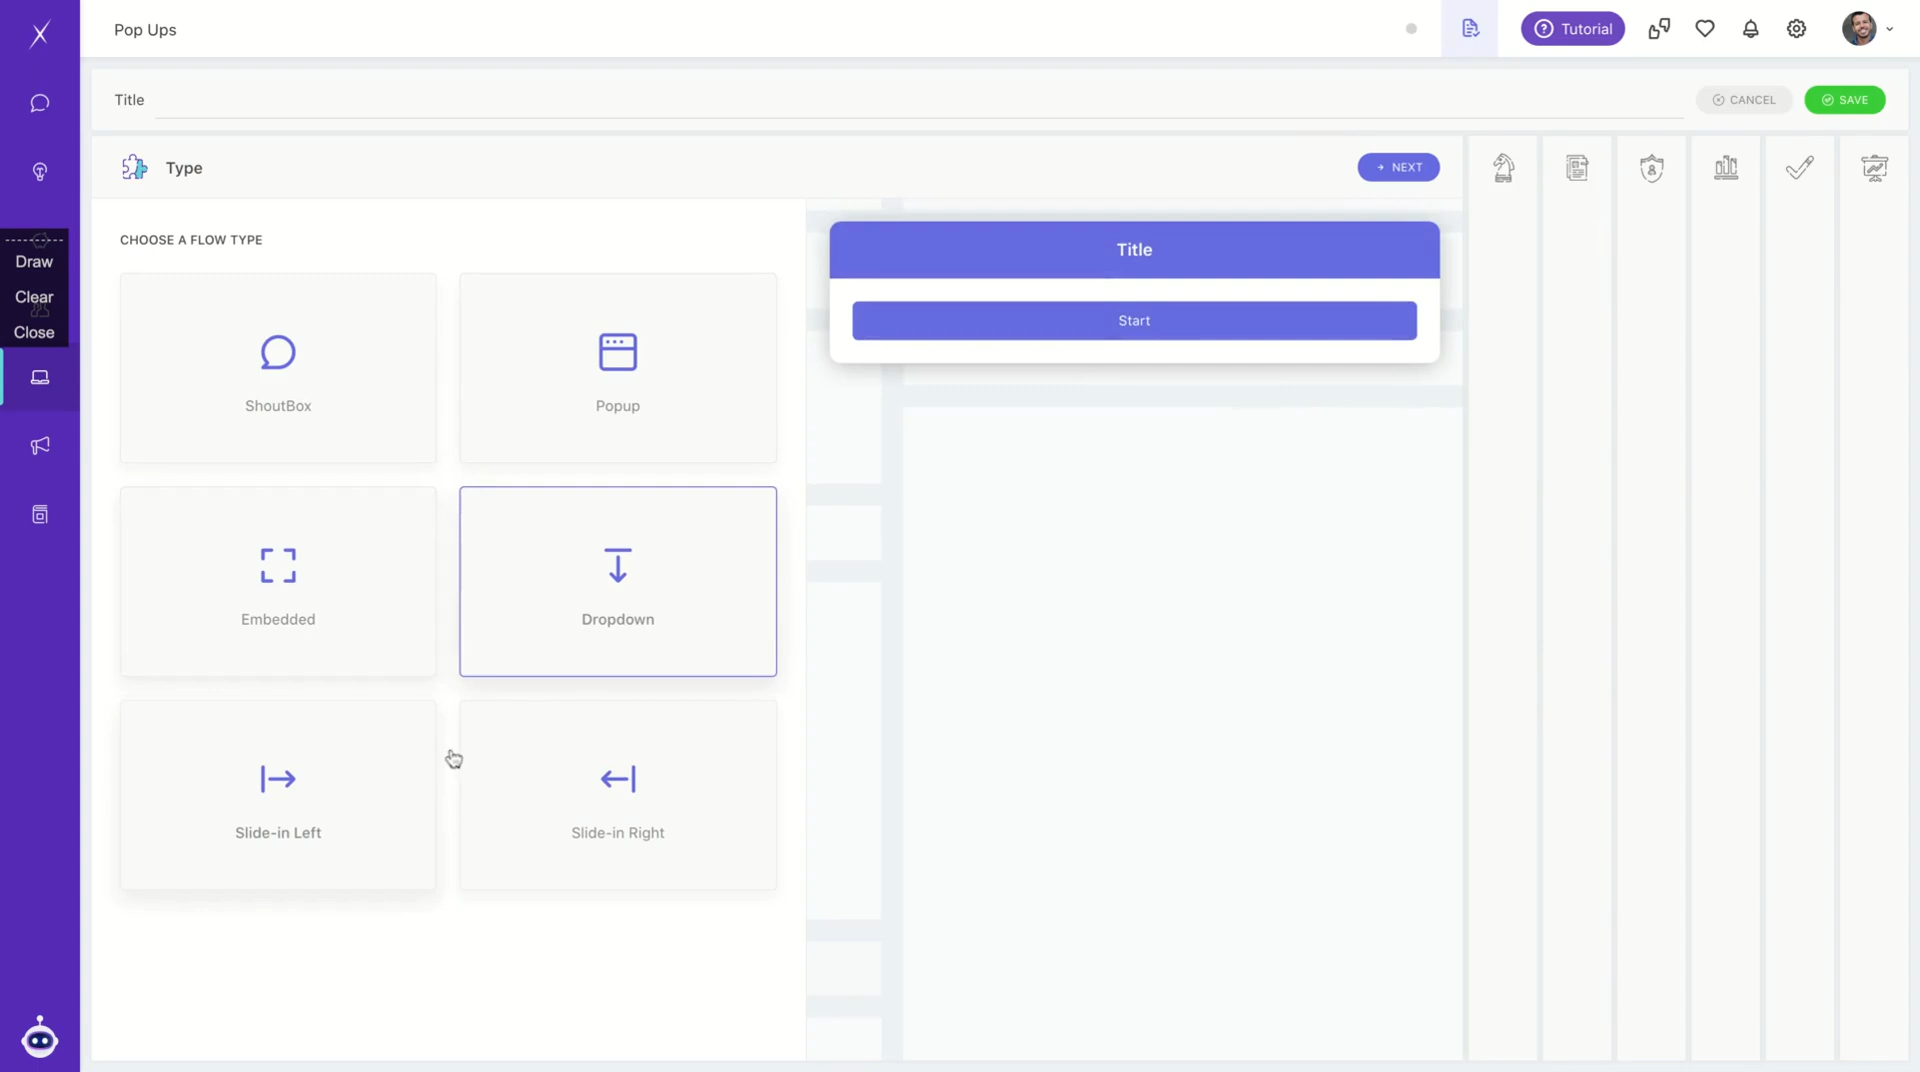 Pop Ups
Tutorial
Title
CANCEL
SAVE
Type
NEXT
CHOOSE A FLOW TYPE
Title
Start
Draw
Clear
Close
ShoutBox
Popup
Embedded
Dropdown
Slide-in Left
Slide-in Right